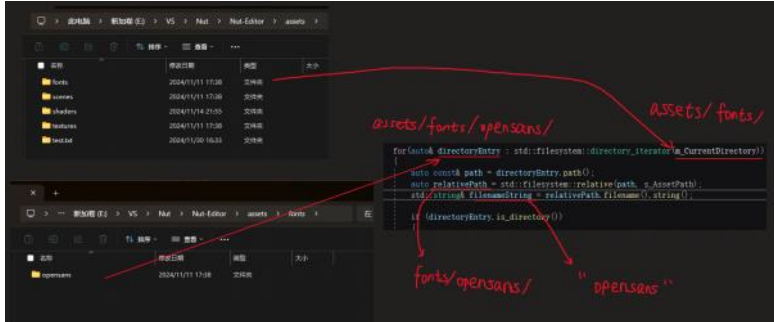 此电脑 > 新加卷 (E:) > VS > Nut > Nut-Editor > assets >
排序 查看 ...
名称 修改日期 类型 大小
fonts 2024/11/11 17:38 文件夹
scenes 2024/11/11 17:38 文件夹
shaders 2024/11/14 21:55 文件夹
textures 2024/11/11 17:38 文件夹
test.txt 2024/11/30 16:33 文件夹
assets/fonts/
assets/fonts/opensans/
for(auto& directoryEntry : std::filesystem::directory_iterator(m_CurrentDirectory))
{
auto const& path = directoryEntry.path();
auto relativePath = std::filesystem::relative(path, s_AssetPath);
std::string& filenameString = relativePath.filename().string();
if (directoryEntry.is_directory())
{
× +
... 新加卷 (E:) > VS > Nut > Nut-Editor > assets > fonts > 在
排序 查看 ...
名称 修改日期 类型 大小
opensans 2024/11/11 17:38 文件夹
fonts/opensans/
"opensans"